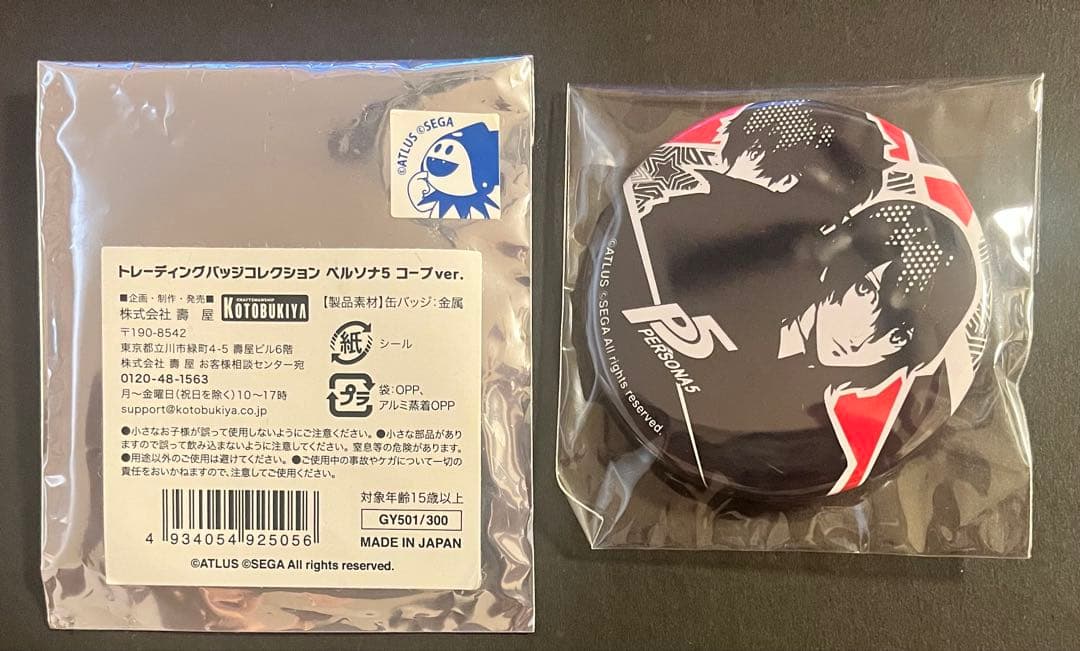 ©ATLUS ©SEGA
トレーディングバッジコレクション ペルソナ5 コープver.
■企画・制作・発売■
株式会社 壽 屋
CRAFTSMANSHIP
KOTOBUKIYA
〒190-8542
東京都立川市緑町4-5 壽屋ビル6階
株式会社 壽 屋 お客様相談センター宛
0120-48-1563
月～金曜日(祝日を除く)10～17時
support@kotobukiya.co.jp
【製品素材】缶バッジ:金属
紙 シール
プラ 袋:OPP、
アルミ蒸着OPP
●小さなお子様が誤って使用しないようにご注意ください。●小さな部品があり
ますので誤って飲み込まないように注意してください。窒息等の危険があります。
●用途以外のご使用は避けてください。●ご使用中の事故やケガについて一切の
責任をおいかねますので、注意してご使用ください。
対象年齢15歳以上
GY501/300
MADE IN JAPAN
4 934054 925056
©ATLUS ©SEGA All rights reserved.
©ATLUS ©SEGA All rights reserved.
P5
PERSONA5